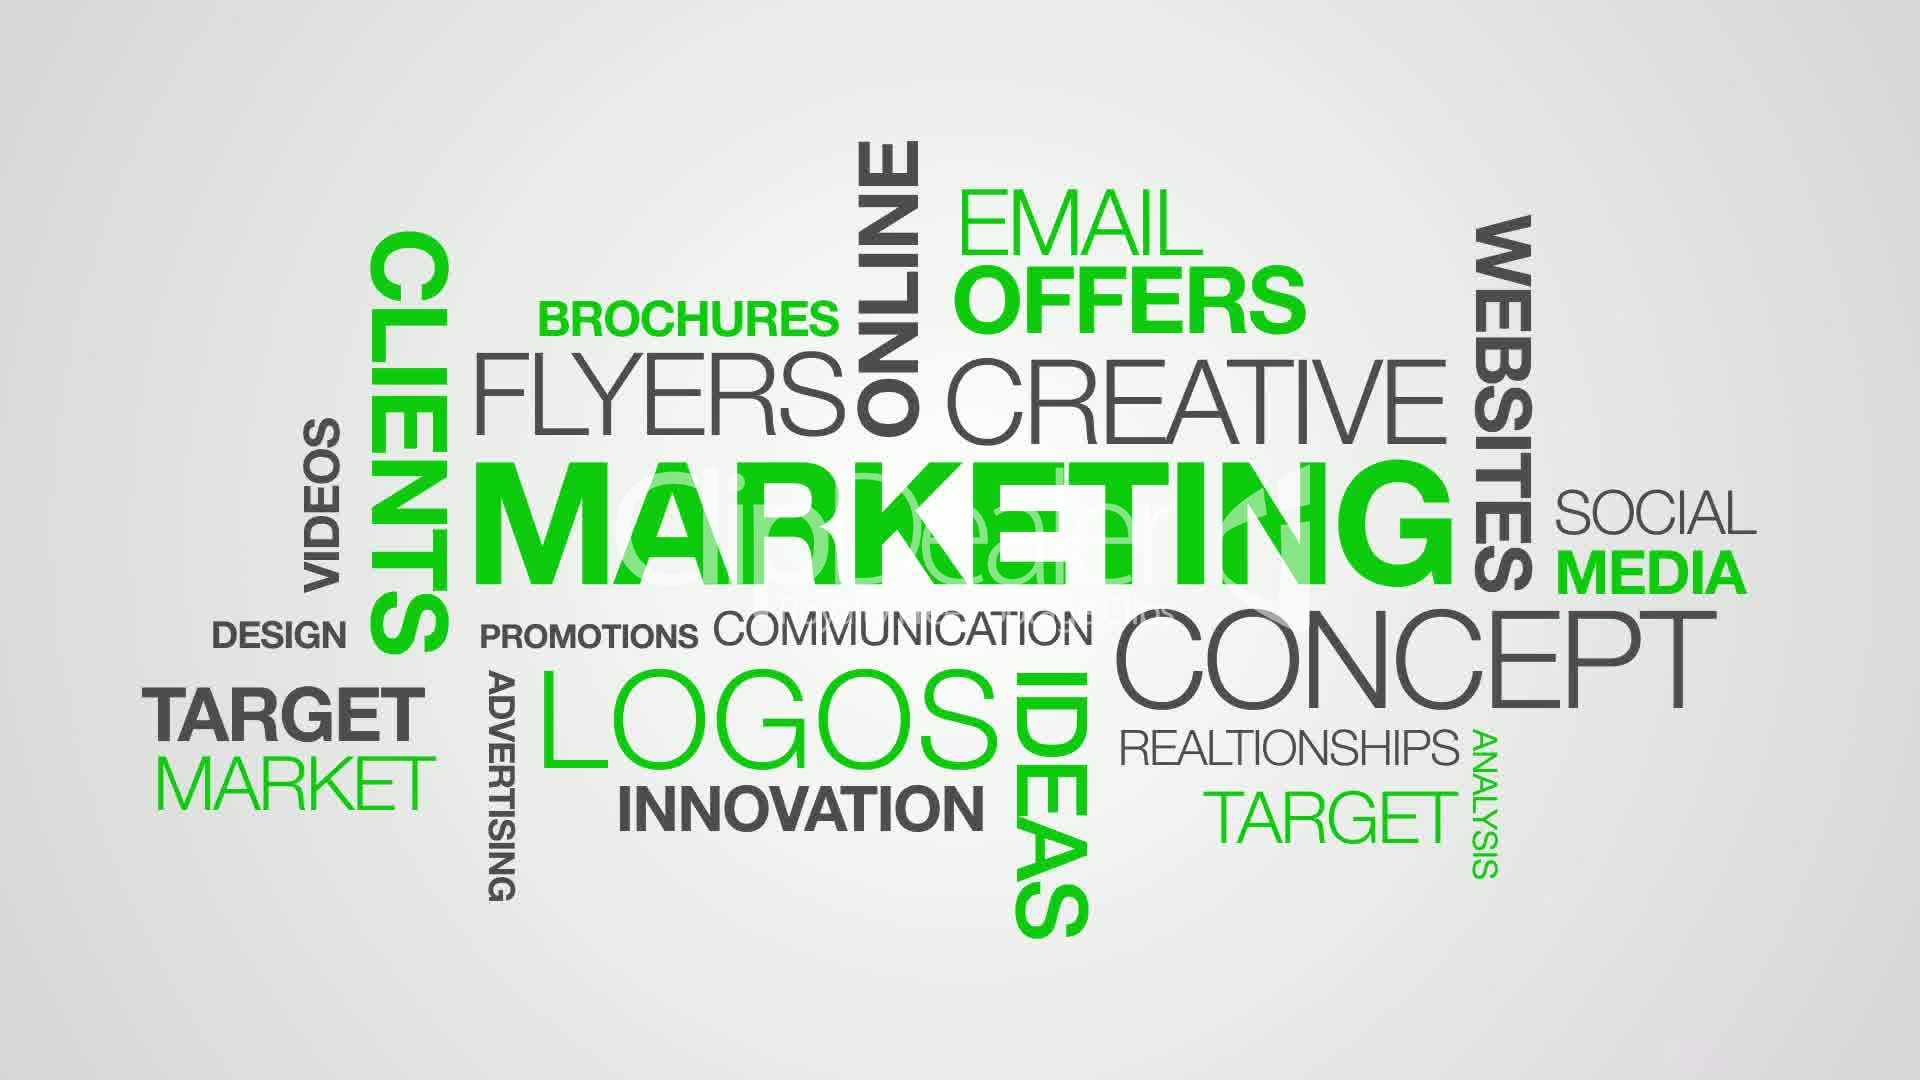 ONLINE
EMAIL
OFFERS
WEBSITES
CLIENTS
BROCHURES
FLYERS
CREATIVE
VIDEOS
MARKETING
ClipDealer
SOCIAL
MEDIA
DESIGN
PROMOTIONS
COMMUNICATION
CONCEPT
TARGET
MARKET
ADVERTISING
LOGOS
IDEAS
INNOVATION
REALTIONSHIPS
TARGET
ANALYSIS